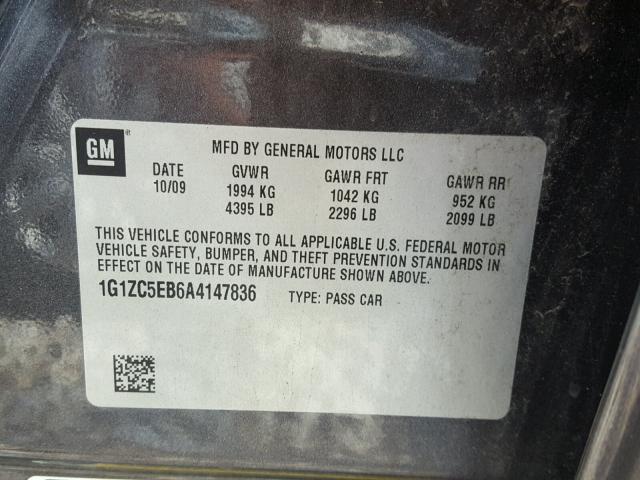 GM
MFD BY GENERAL MOTORS LLC
DATE GVWR GAWR FRT GAWR RR
10/09 1994 KG 1042 KG 952 KG
4395 LB 2296 LB 2099 LB
THIS VEHICLE CONFORMS TO ALL APPLICABLE U.S. FEDERAL MOTOR
VEHICLE SAFETY, BUMPER, AND THEFT PREVENTION STANDARDS IN
EFFECT ON THE DATE OF MANUFACTURE SHOWN ABOVE.
1G1ZC5EB6A4147836 TYPE: PASS CAR